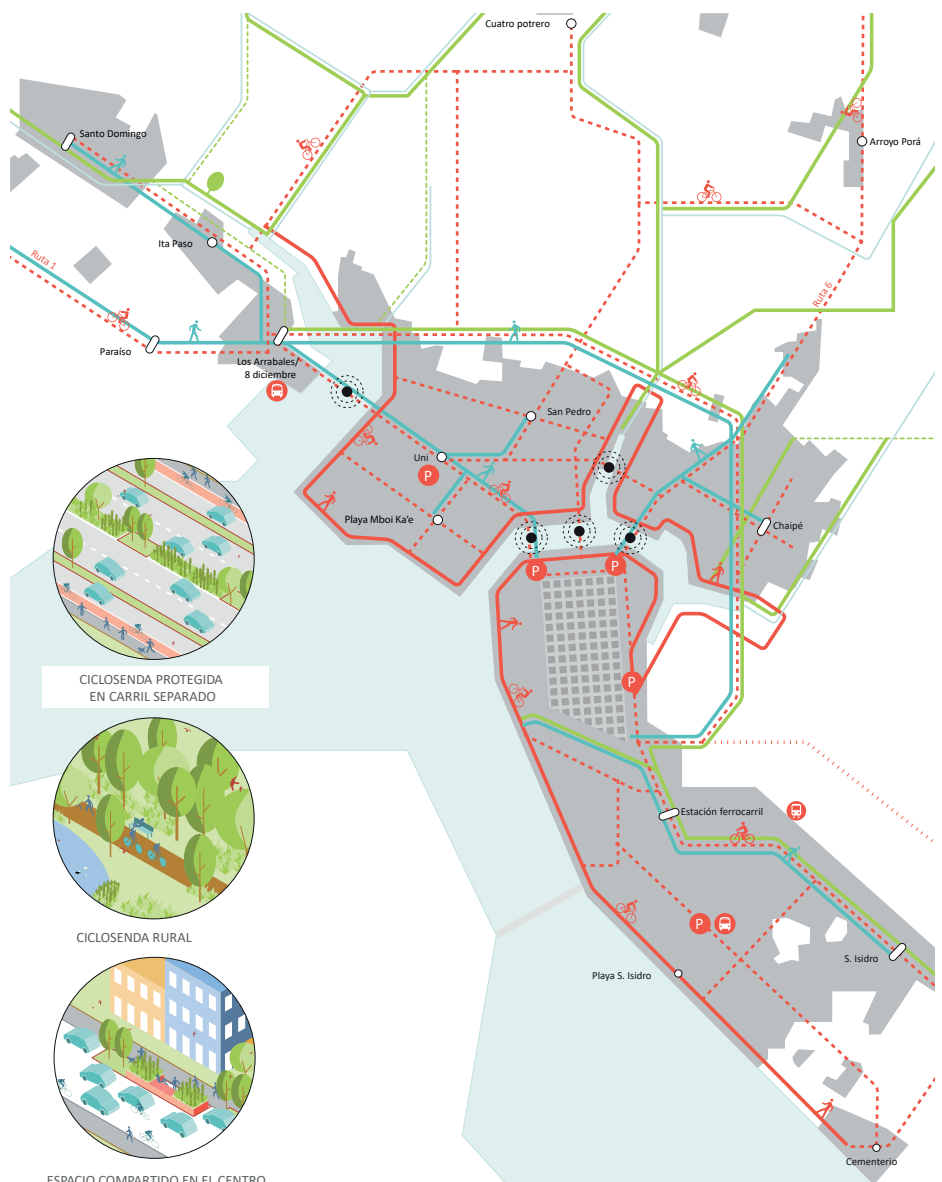 Cuatro potrero
Santo Domingo
Arroyo Porá
Ita Paso
Ruta 1
Ruta 6
Paraíso
Los Arrabales/
8 diciembre
San Pedro
Uni
P
Playa Mboi Ka'e
Chaipé
P
P
P
CICLOSENDA PROTEGIDA
EN CARRIL SEPARADO
Estación ferrocarril
CICLOSENDA RURAL
P
S. Isidro
Playa S. Isidro
Cementerio
ESPACIO COMPARTIDO EN EL CENTRO